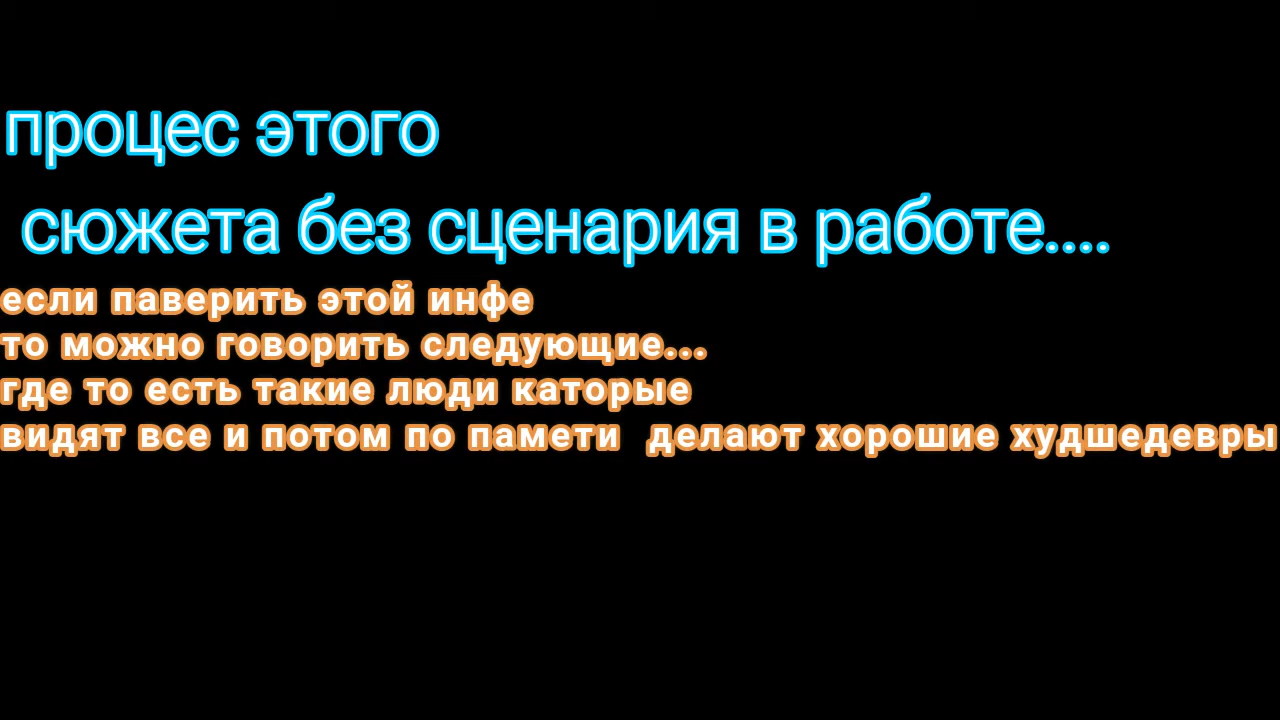 процес этого
сюжета без сценария в работе....
если паверить этой инфе
то можно говорить следующие...
где то есть такие люди каторые
видят все и потом по памети  делают хорошие худшедевры